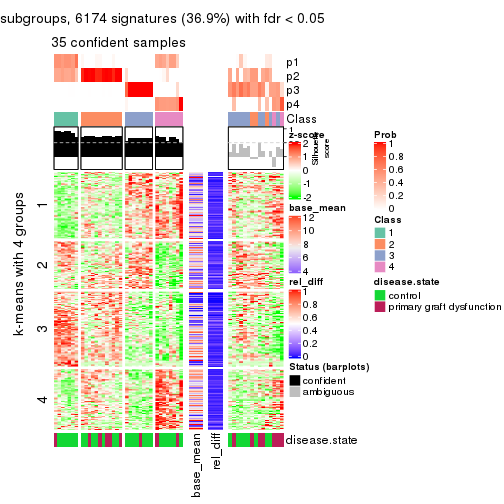 subgroups, 6174 signatures (36.9%) with fdr < 0.05
35 confident samples
p1
p2
p3
p4
Class
1
Silhouette
score
k-means with 4 groups
1
2
3
4
z-score
2
1
0
-1
-2
base_mean
12
10
8
6
4
rel_diff
1
0.8
0.6
0.4
0.2
0
Status (barplots)
confident
ambiguous
Prob
1
0.8
0.6
0.4
0.2
0
Class
1
2
3
4
disease.state
control
primary graft dysfunction
disease.state
base_mean
rel_diff